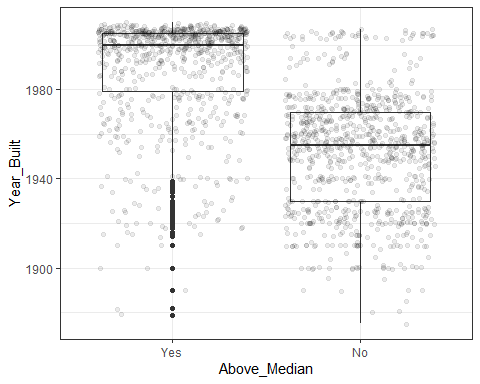 Year_Built
1980
1940
1900
Yes
No
Above_Median